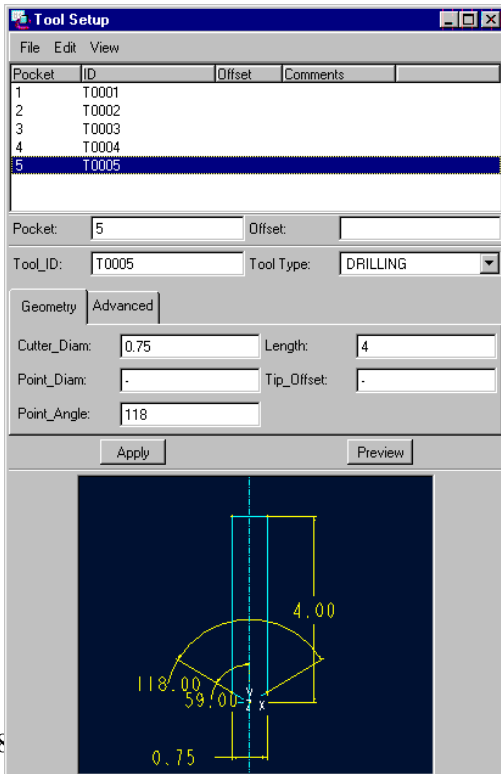 Tool Setup
File Edit View
Pocket ID Offset Comments
1 T0001
2 T0002
3 T0003
4 T0004
5 T0005
Pocket: 5 Offset:
Tool_ID: T0005 Tool Type: DRILLING
Geometry Advanced
Cutter_Diam: 0.75 Length: 4
Point_Diam: - Tip_Offset: -
Point_Angle: 118
Apply Preview
4.00
118.00
59.00
Y
Z X
0.75